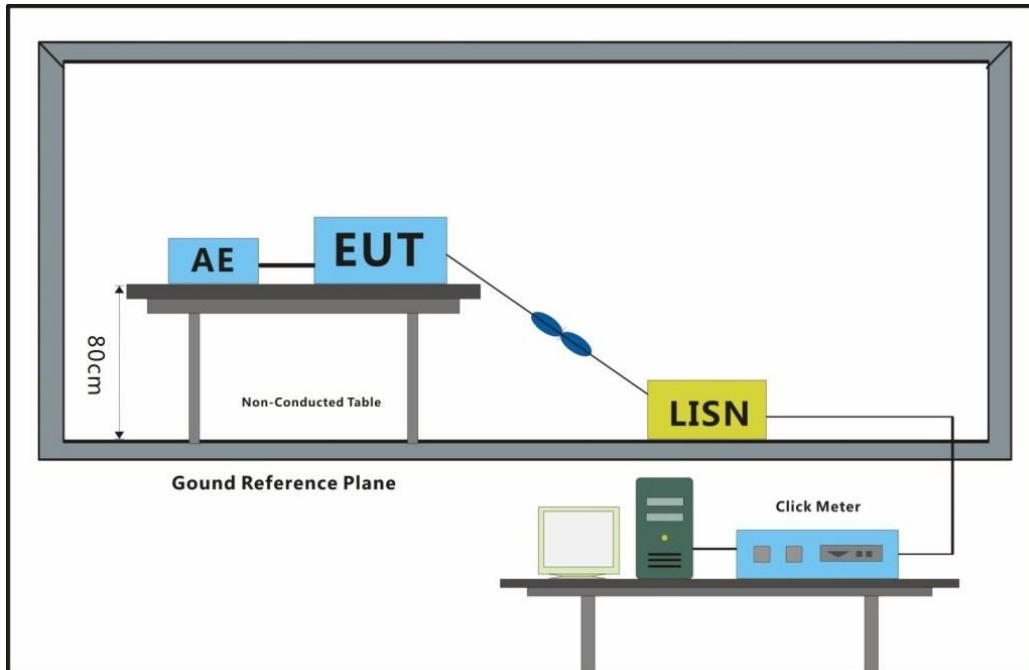 AE
EUT
80cm
Non-Conducted Table
LISN
Gound Reference Plane
Click Meter